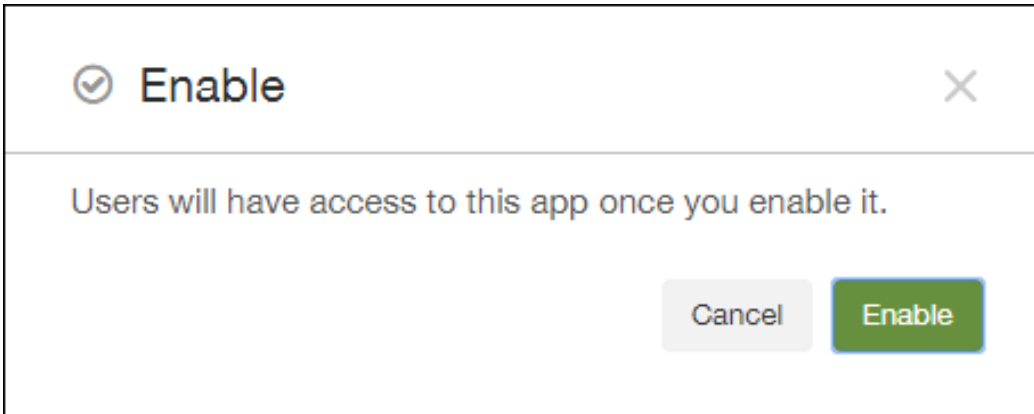 Enable
Users will have access to this app once you enable it.
Cancel Enable